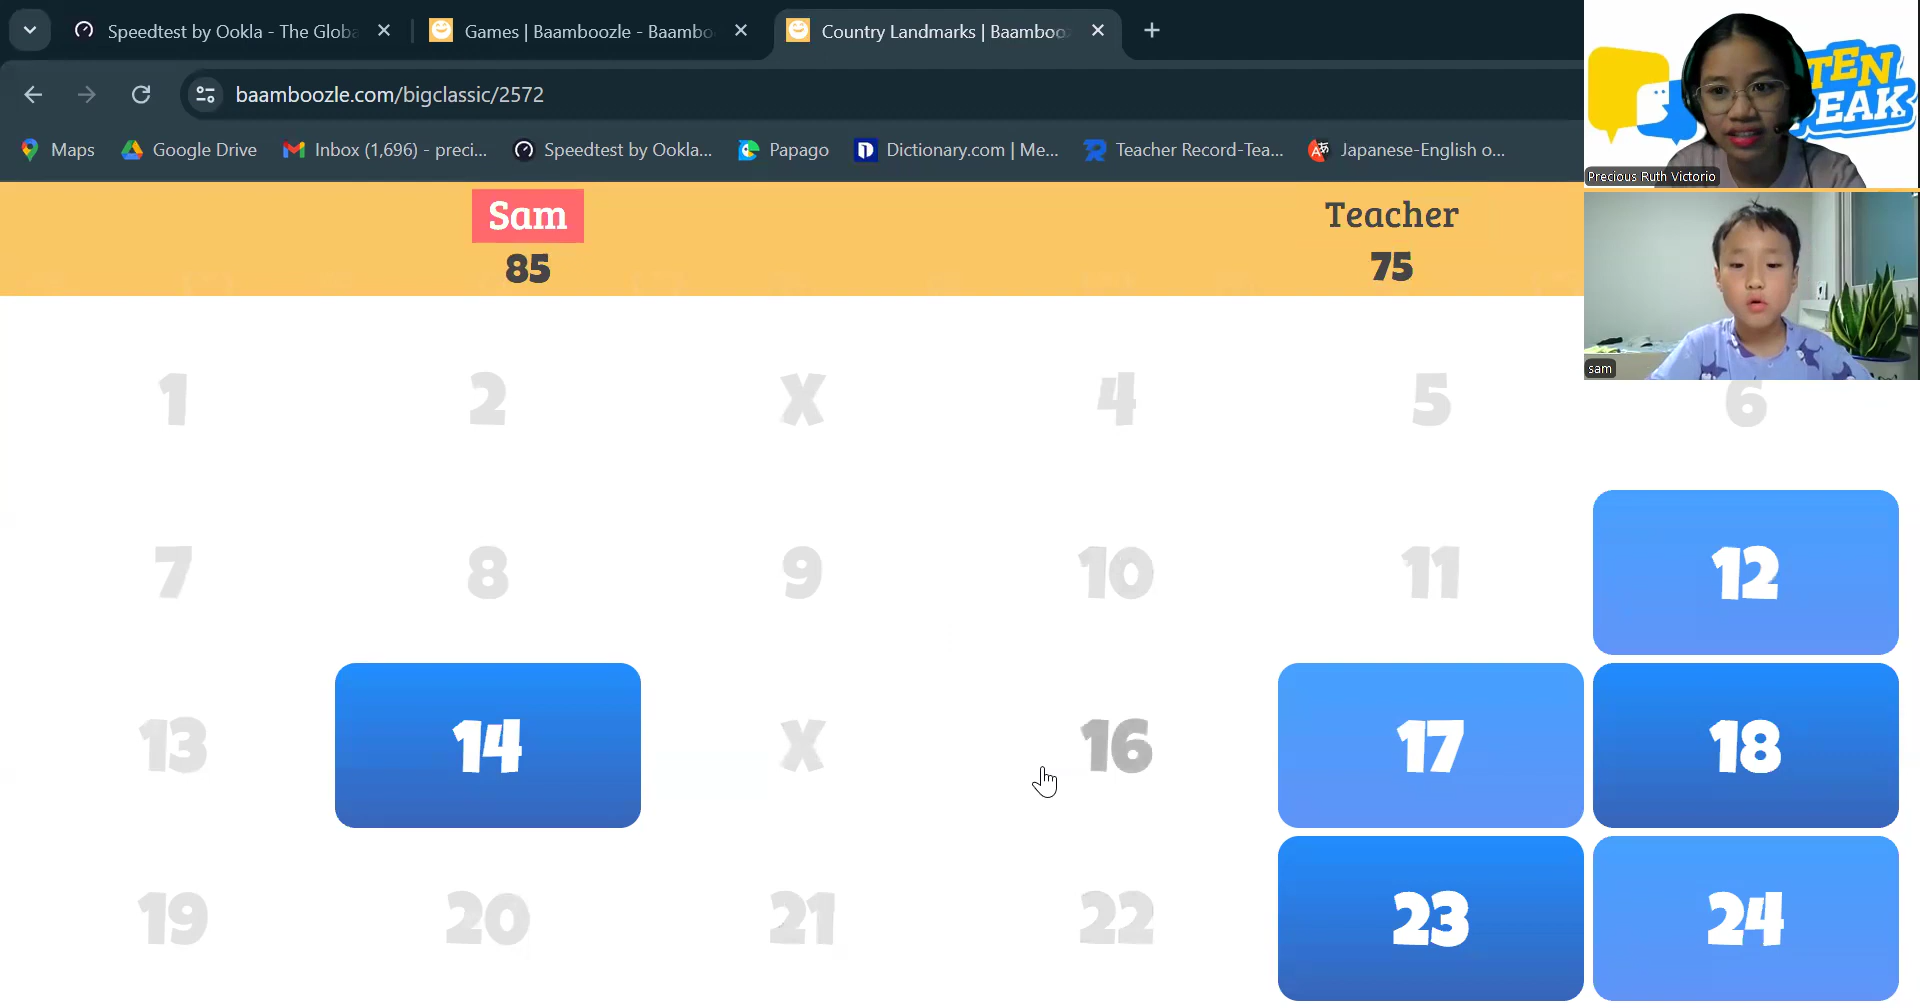 Speedtest by Ookla - The Globa
Games | Baamboozle - Baambo
Country Landmarks | Baambooz
baamboozle.com/bigclassic/2572
Maps
Google Drive
Inbox (1,696) - preci...
Speedtest by Ookla...
Papago
Dictionary.com | Me...
Teacher Record-Tea...
Japanese-English o...
TEN
EAK
Precious Ruth Victorio
sam
Sam
85
Teacher
75
1 2 X 4 5 6
7 8 9 10 11 12
13 14 X 16 17 18
19 20 21 22 23 24